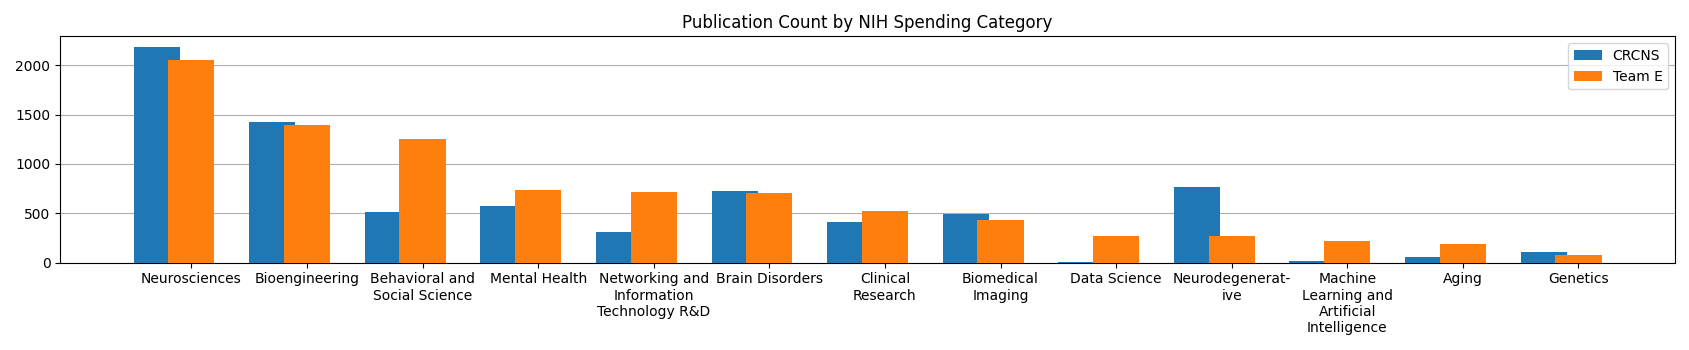 Publication Count by NIH Spending Category
CRCNS
Team E
2000
1500
1000
500
0
Neurosciences
Bioengineering
Behavioral and
Social Science
Mental Health
Networking and
Information
Technology R&D
Brain Disorders
Clinical
Research
Biomedical
Imaging
Data Science
Neurodegenerat-
ive
Machine
Learning and
Artificial
Intelligence
Aging
Genetics